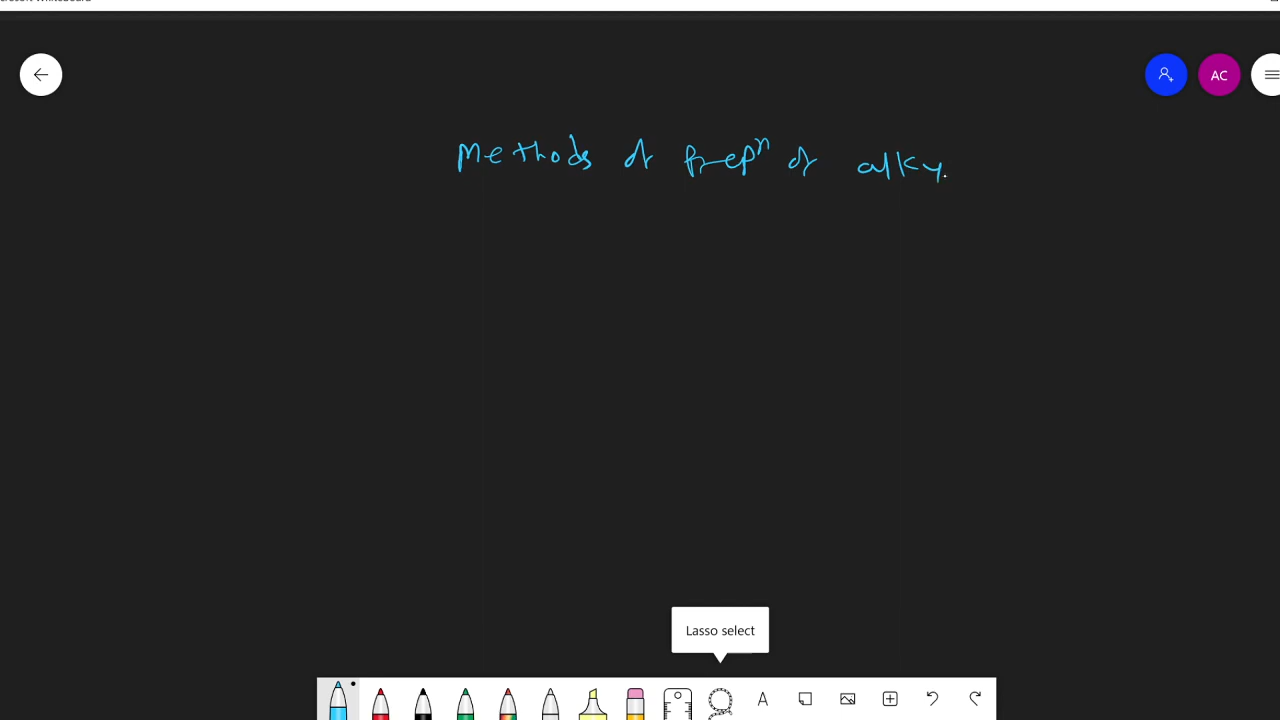 AC
Methods of prepⁿ of alky
Lasso select
A